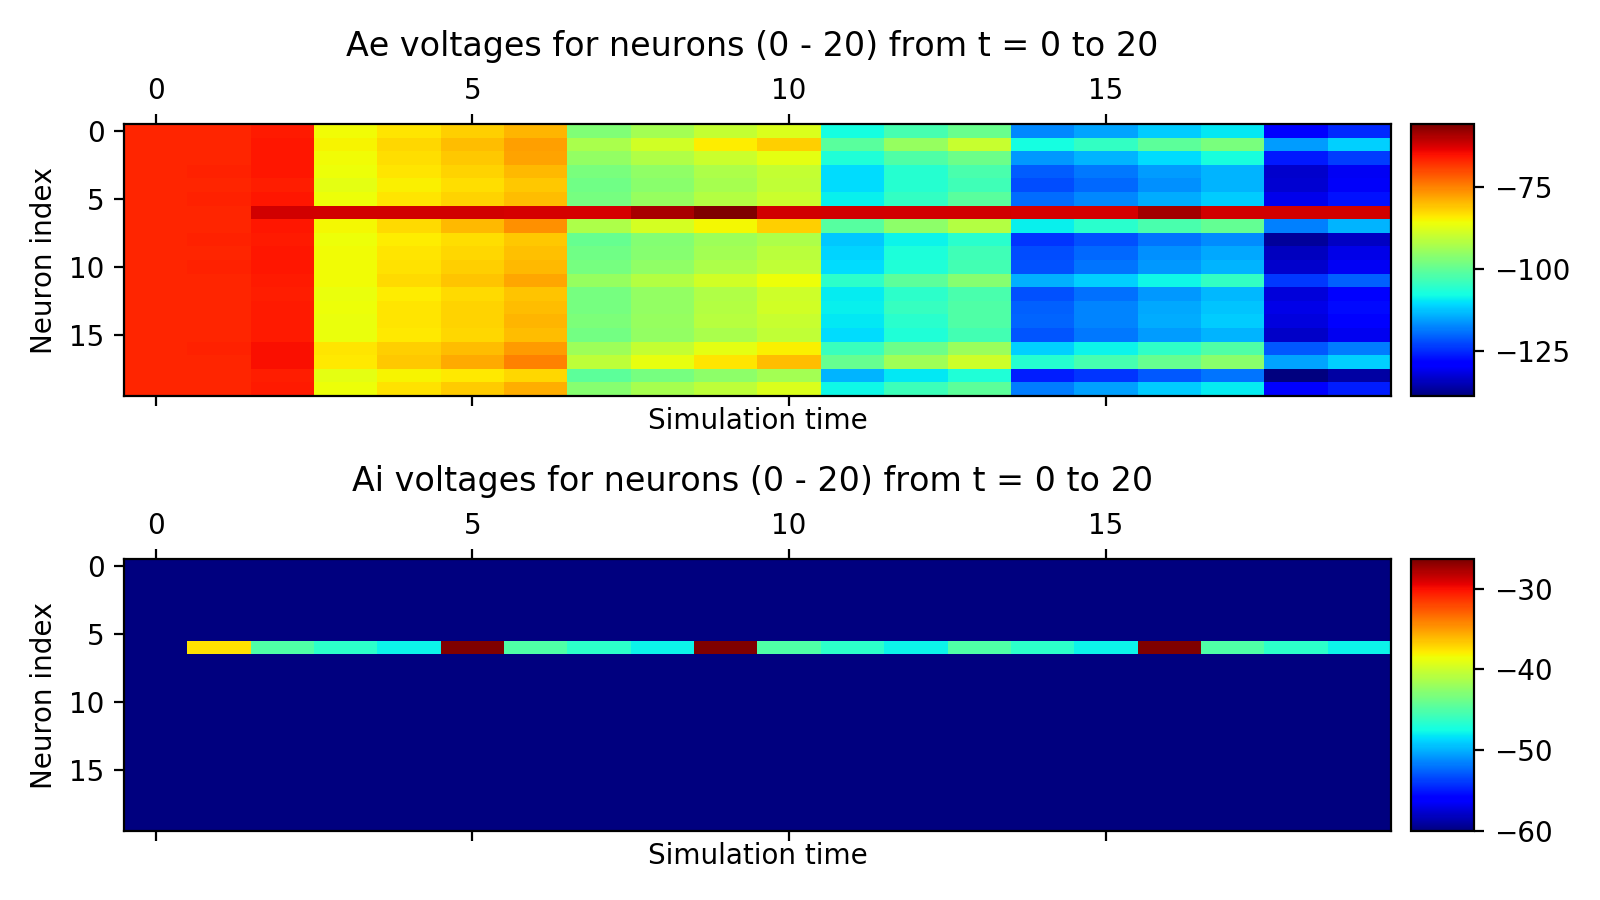 Ae voltages for neurons (0 - 20) from t = 0 to 20
0 5 10 15
Neuron index
0
5
10
15
−75
−100
−125
Simulation time
Ai voltages for neurons (0 - 20) from t = 0 to 20
0 5 10 15
Neuron index
0
5
10
15
−30
−40
−50
−60
Simulation time